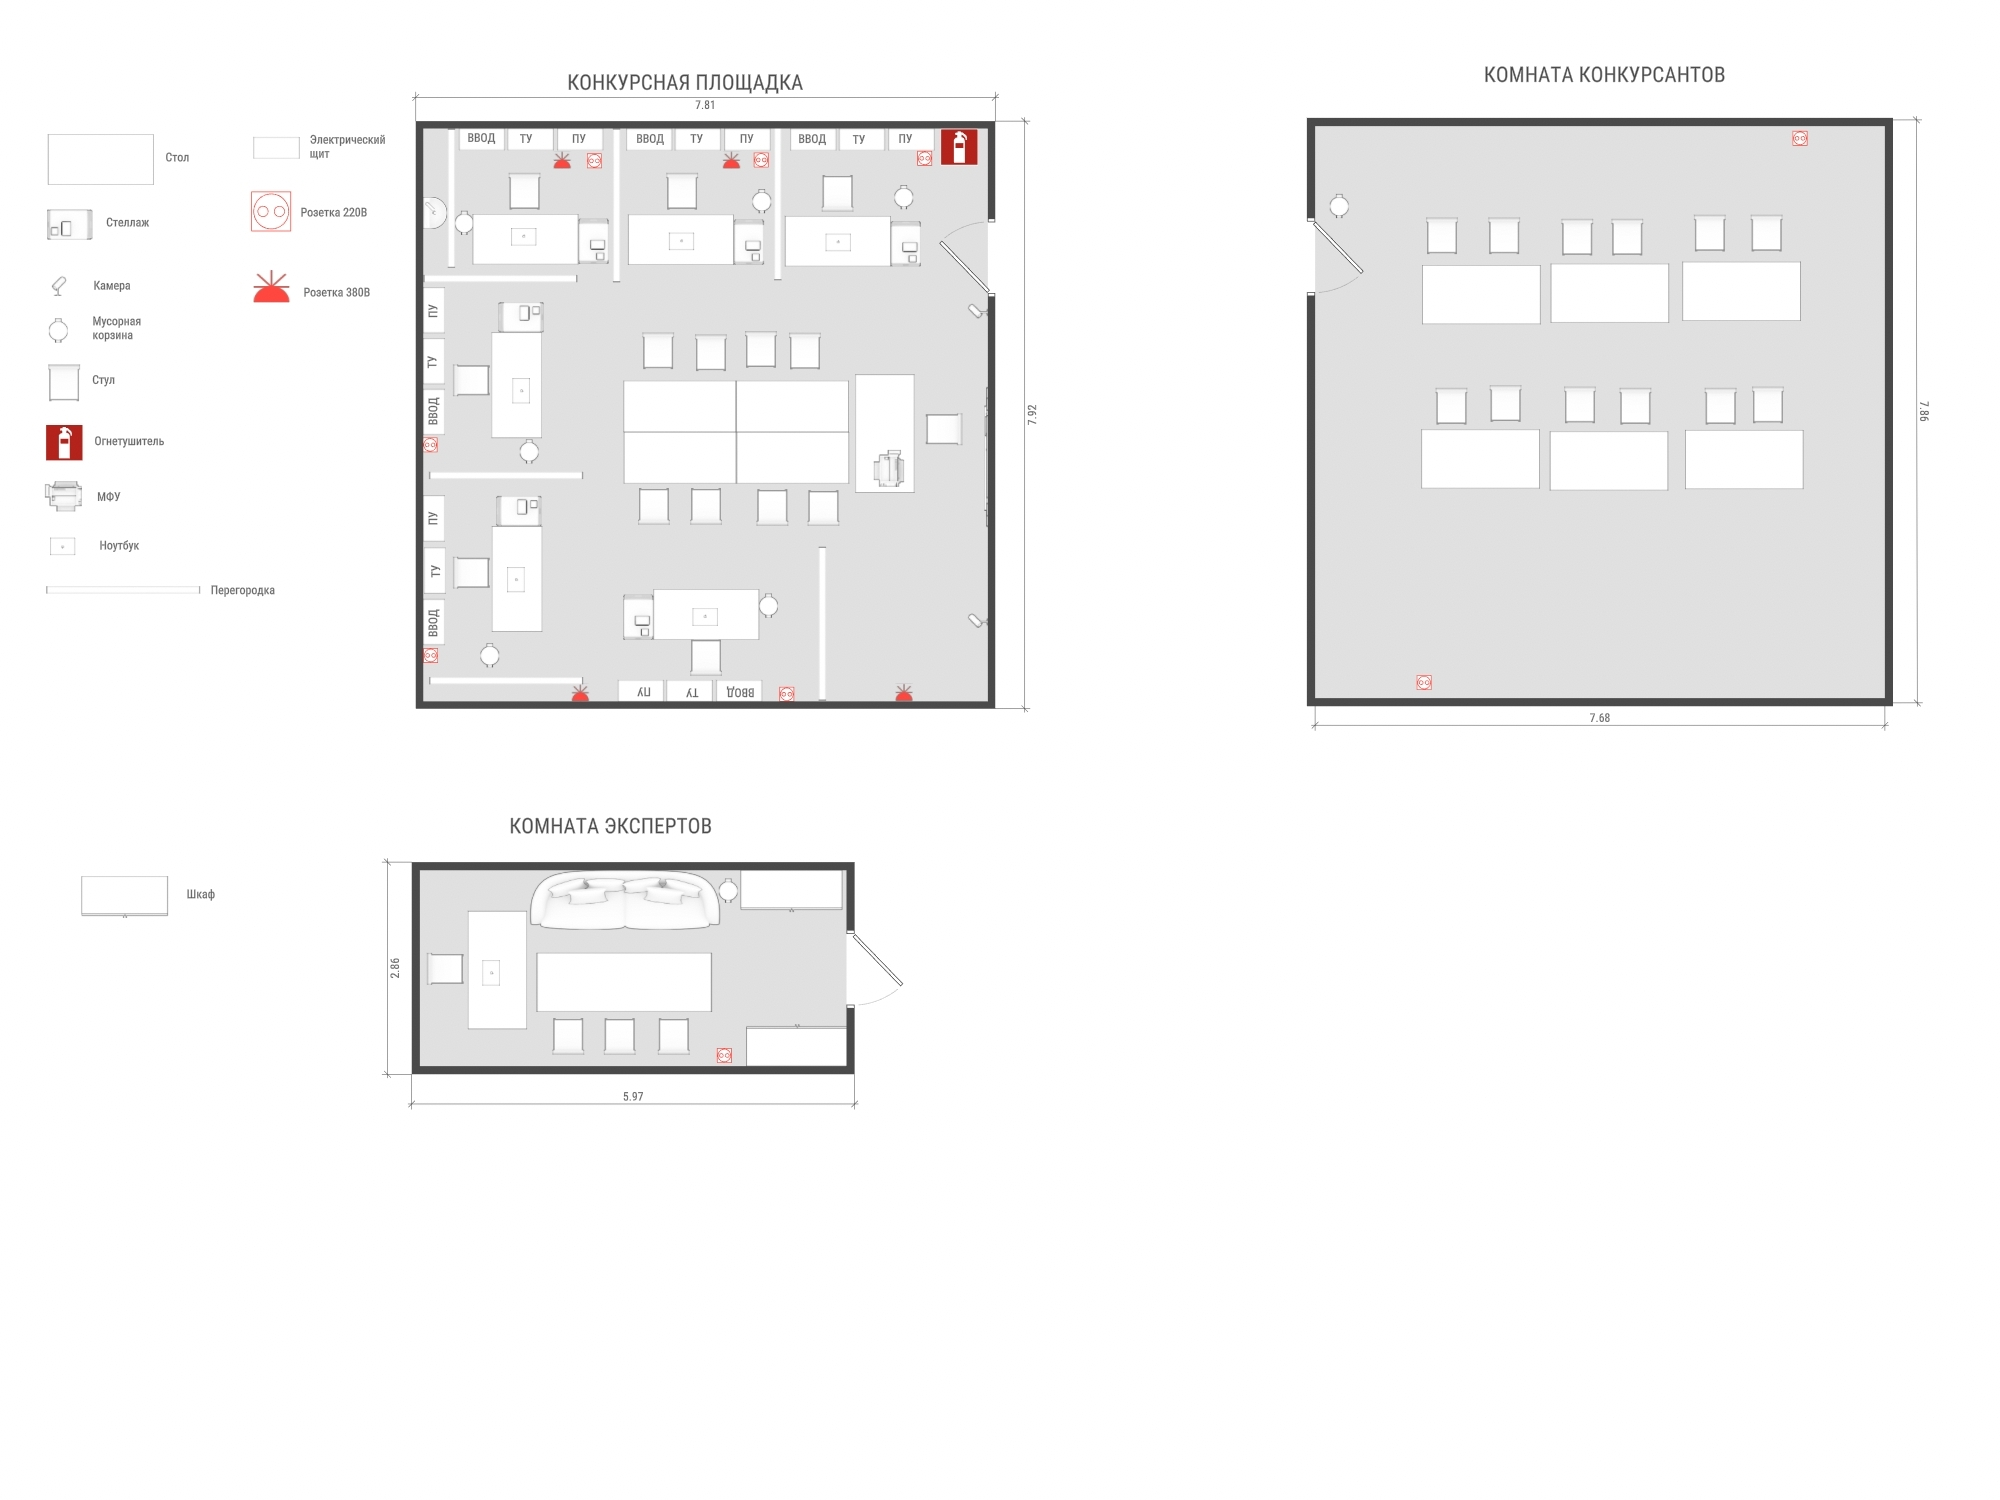 КОНКУРСНАЯ ПЛОЩАДКА
7.81
КОМНАТА КОНКУРСАНТОВ
Стол
Стеллаж
Камера
Мусорная
корзина
Стул
Огнетушитель
МФУ
Ноутбук
Перегородка
Электрический
щит
Розетка 220В
Розетка 380В
ВВОД
ТУ
ПУ
ВВОД
ТУ
ПУ
ВВОД
ТУ
ПУ
ПУ
ТУ
ВВОД
ПУ
ТУ
ВВОД
ПУ
ТУ
ВВОД
7.92
7.86
7.68
КОМНАТА ЭКСПЕРТОВ
Шкаф
2.86
5.97